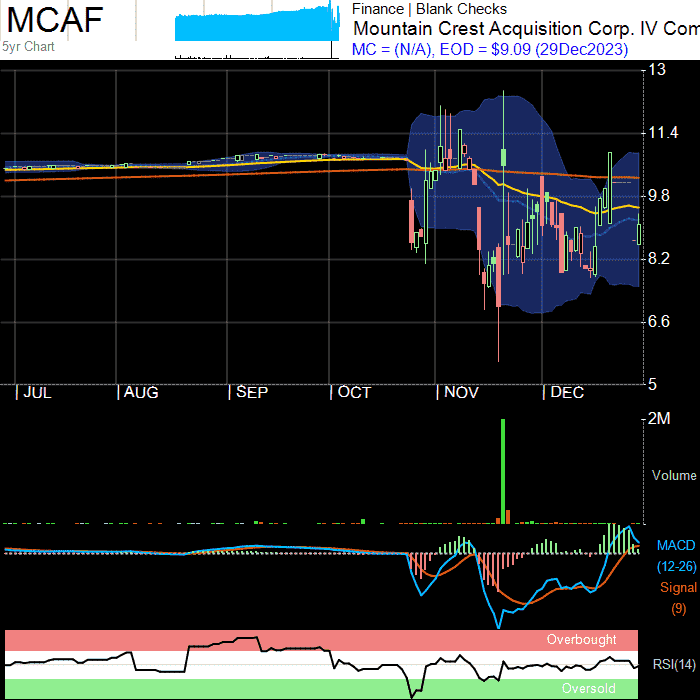 MCAF
5yr Chart
Finance | Blank Checks
Mountain Crest Acquisition Corp. IV Com
MC = (N/A), EOD = $9.09 (29Dec2023)
13
11.4
9.8
8.2
6.6
5
JUL
AUG
SEP
OCT
NOV
DEC
2M
Volume
MACD
(12-26)
Signal
(9)
Overbought
RSI(14)
Oversold